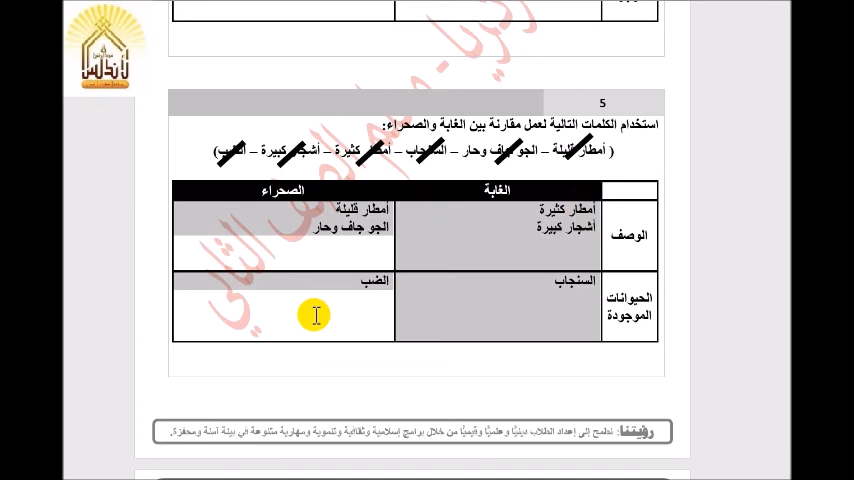 5
استخدام الكلمات التالية لعمل مقارنة بين الغابة والصحراء:
( أمطار قليلة – الجو جاف وحار – السنجاب – أمطار كثيرة – أشجار كبيرة – الضب)
الغابة الصحراء
الوصف
أمطار كثيرة أمطار قليلة
أشجار كبيرة الجو جاف وحار
الحيوانات الموجودة
السنجاب الضب
رؤيتنا: نطمح إلى إعداد الطلاب دينيًا وعلميًا وقيميًا من خلال برامج إسلامية وثقافية وتنموية ومهارية متنوعة في بيئة آمنة ومحفزة.
الأندلس